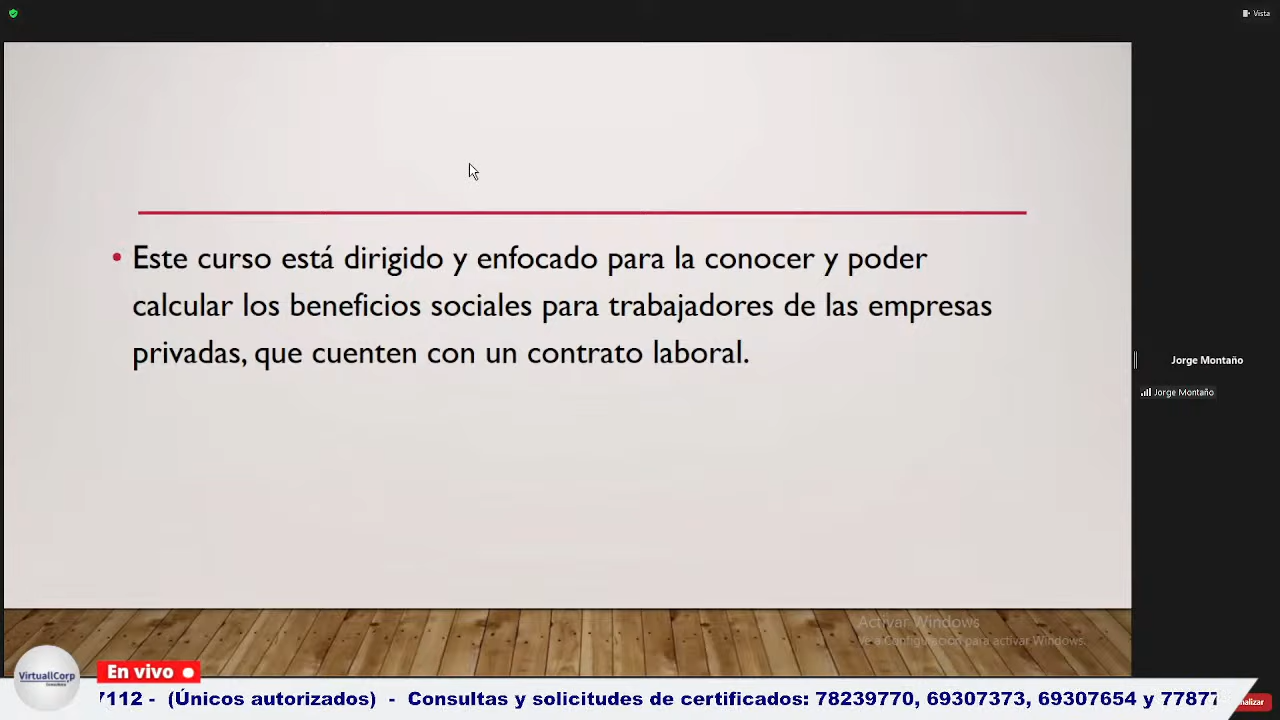 Vista
• Este curso está dirigido y enfocado para la conocer y poder
calcular los beneficios sociales para trabajadores de las empresas
privadas, que cuenten con un contrato laboral.
Jorge Montaño
Jorge Montaño
Activar Windows
Ve a Configuración para activar Windows.
VirtuallCorp
En vivo
7112 - (Únicos autorizados) - Consultas y solicitudes de certificados: 78239770, 69307373, 69307654 y 77877